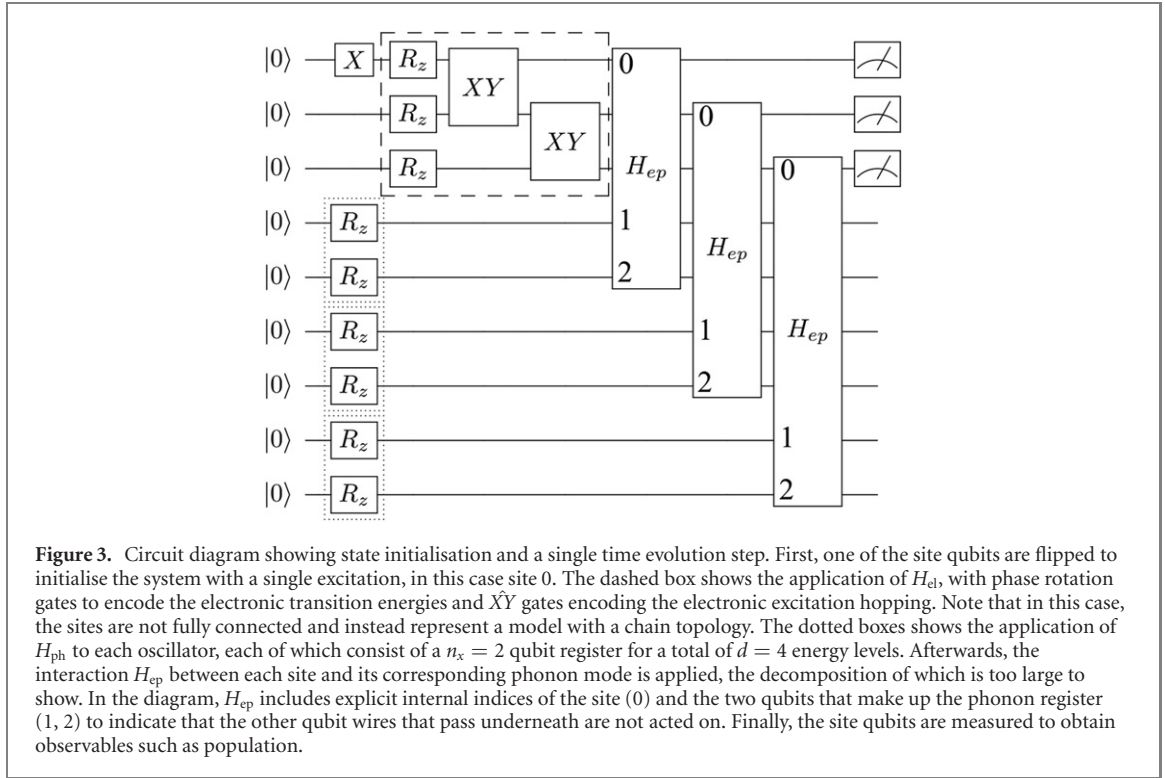 |0⟩ X R_z XY 0
|0⟩ R_z XY 0
|0⟩ R_z H_ep 0
|0⟩ R_z 1 H_ep
|0⟩ R_z 2
|0⟩ R_z 1 H_ep
|0⟩ R_z 2
|0⟩ R_z 1
|0⟩ R_z 2
Figure 3. Circuit diagram showing state initialisation and a single time evolution step. First, one of the site qubits are flipped to
initialise the system with a single excitation, in this case site 0. The dashed box shows the application of H_el, with phase rotation
gates to encode the electronic transition energies and X̂Y gates encoding the electronic excitation hopping. Note that in this case,
the sites are not fully connected and instead represent a model with a chain topology. The dotted boxes shows the application of
H_ph to each oscillator, each of which consist of a n_x = 2 qubit register for a total of d = 4 energy levels. Afterwards, the
interaction H_ep between each site and its corresponding phonon mode is applied, the decomposition of which is too large to
show. In the diagram, H_ep includes explicit internal indices of the site (0) and the two qubits that make up the phonon register
(1, 2) to indicate that the other qubit wires that pass underneath are not acted on. Finally, the site qubits are measured to obtain
observables such as population.